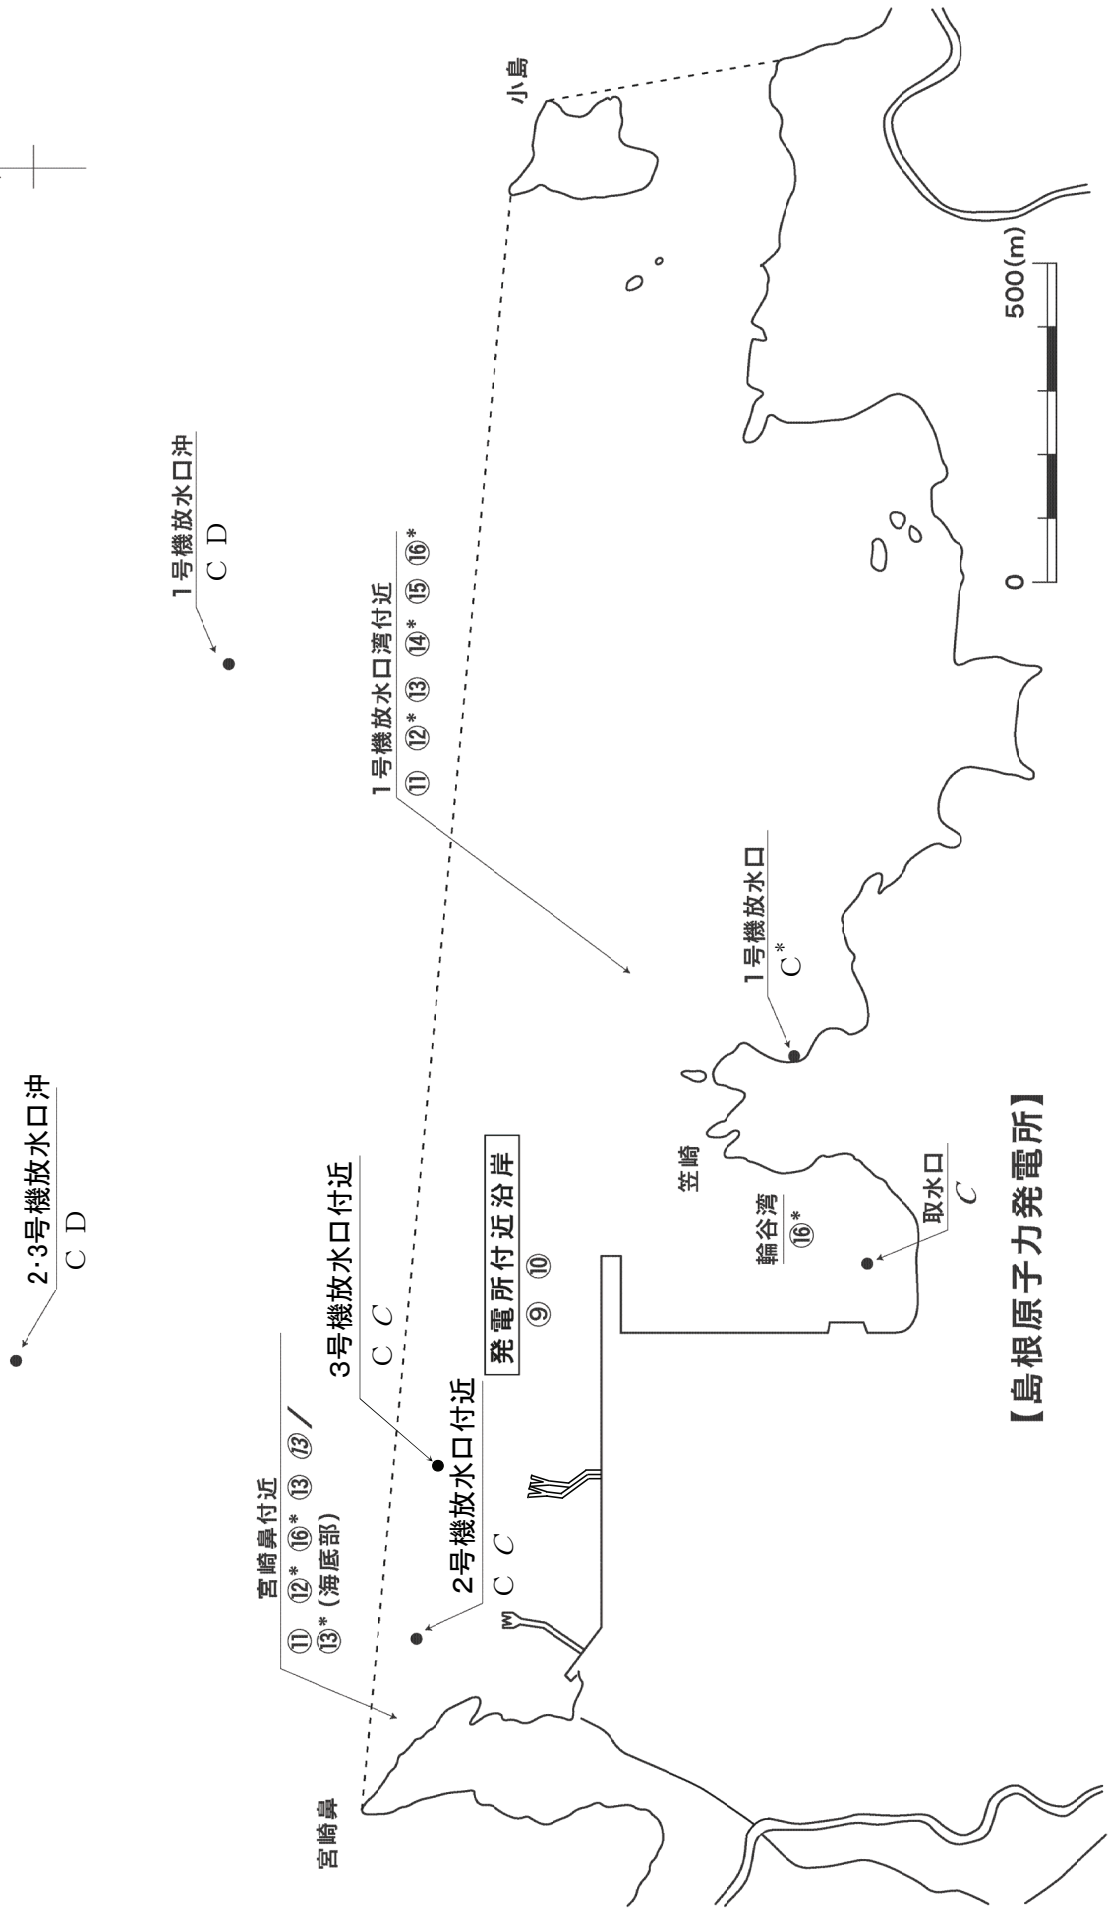 2・3号機放水口沖
C D
1号機放水口沖
C D
宮崎鼻付近
⑪ ⑫* ⑯* ⑬ ⑬/
⑬*(海底部)
3号機放水口付近
C C
1号機放水口湾付近
⑪ ⑫* ⑬ ⑭* ⑮ ⑯*
宮崎鼻
2号機放水口付近
C C
発電所付近沿岸
⑨ ⑩
小島
笠崎
輪谷湾
⑯*
1号機放水口
C*
取水口
C
【島根原子力発電所】
0 500(m)